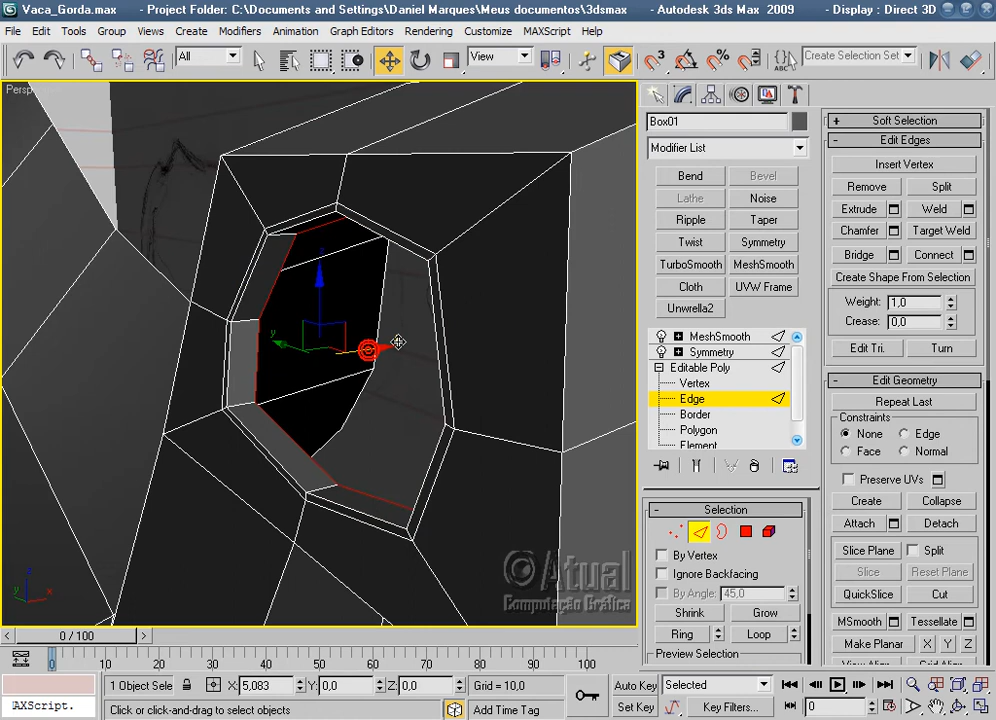 Vaca_Gorda.max - Project Folder: C:\Documents and Settings\Daniel Marques\Meus documentos\3dsmax - Autodesk 3ds Max 2009 - Display : Direct 3D
File Edit Tools Group Views Create Modifiers Animation Graph Editors Rendering Customize MAXScript Help
All View Create Selection Set
Persp
Box01
Modifier List
Bend Bevel
Lathe Noise
Ripple Taper
Twist Symmetry
TurboSmooth MeshSmooth
Cloth UVW Frame
Unwrella2
MeshSmooth
Symmetry
Editable Poly
Vertex
Edge
Border
Polygon
Element
- Selection
By Vertex
Ignore Backfacing
By Angle: 45,0
Shrink Grow
Ring Loop
Preview Selection
+ Soft Selection
- Edit Edges
Insert Vertex
Remove Split
Extrude Weld
Chamfer Target Weld
Bridge Connect
Create Shape From Selection
Weight: 1,0
Crease: 0,0
Edit Tri. Turn
- Edit Geometry
Repeat Last
Constraints
None Edge
Face Normal
Preserve UVs
Create Collapse
Attach Detach
Slice Plane Split
Slice Reset Plane
QuickSlice Cut
MSmooth Tessellate
Make Planar X Y Z
View Align Grid Align
z
y
x
©Atual
Computação Gráfica
< 0 / 100 >
0 10 20 30 40 50 60 70 80 90 100
1 Object Sele X: 5,083 Y: 0,0 Z: 0,0 Grid = 10,0
Auto Key Selected
AXScript. Click or click-and-drag to select objects Add Time Tag
Set Key Key Filters... 0